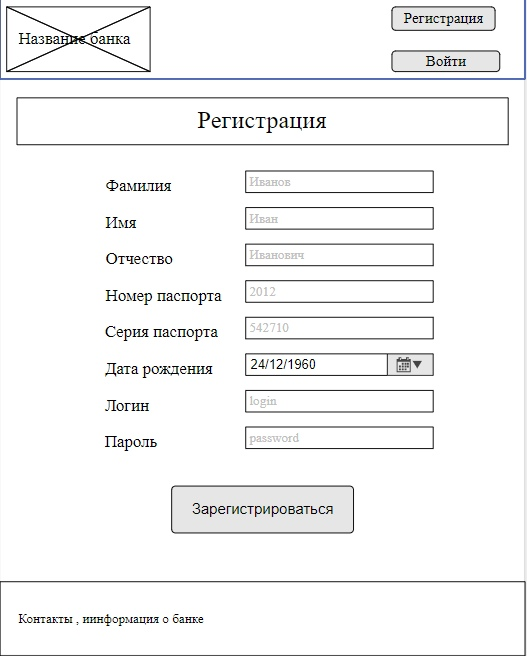 Название банка
Регистрация
Войти
Регистрация
Фамилия Иванов
Имя Иван
Отчество Иванович
Номер паспорта 2012
Серия паспорта 542710
Дата рождения 24/12/1960
Логин login
Пароль password
Зарегистрироваться
Контакты , иинформация о банке